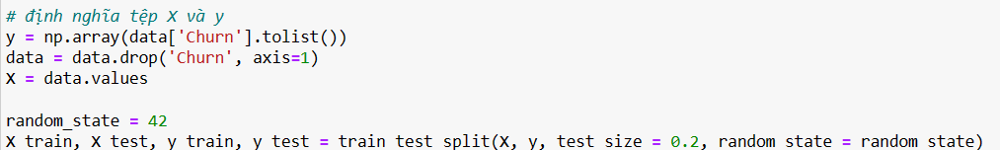 # định nghĩa tệp X và y
y = np.array(data['Churn'].tolist())
data = data.drop('Churn', axis=1)
X = data.values
random_state = 42
X train, X test, y train, y test = train test split(X, y, test size = 0.2, random state = random state)